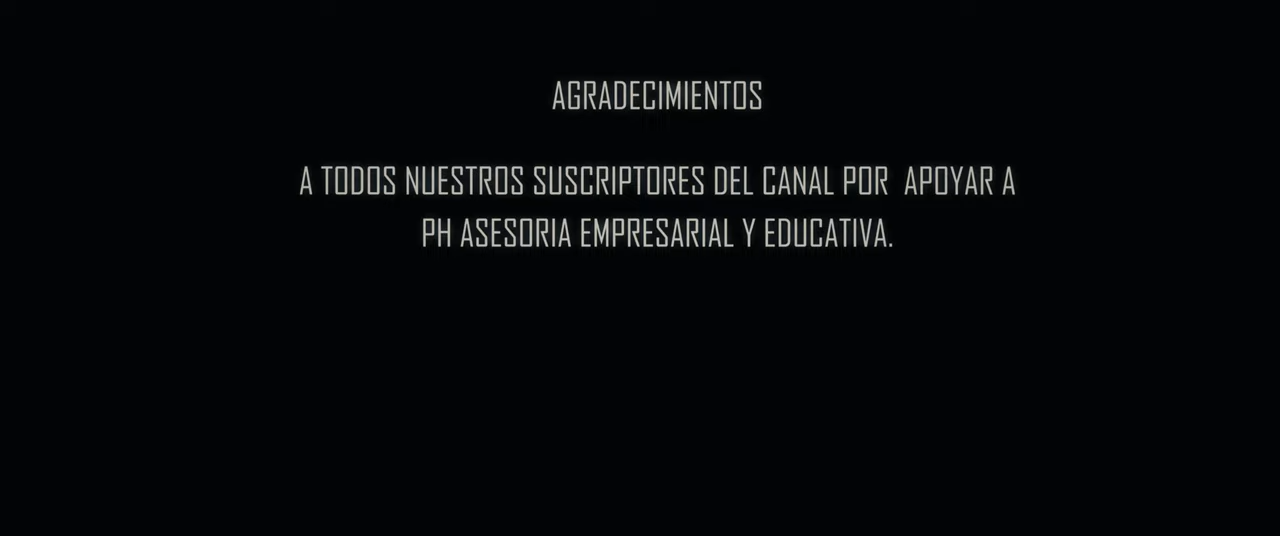 AGRADECIMIENTOS
A TODOS NUESTROS SUSCRIPTORES DEL CANAL POR APOYAR A
PH ASESORIA EMPRESARIAL Y EDUCATIVA.